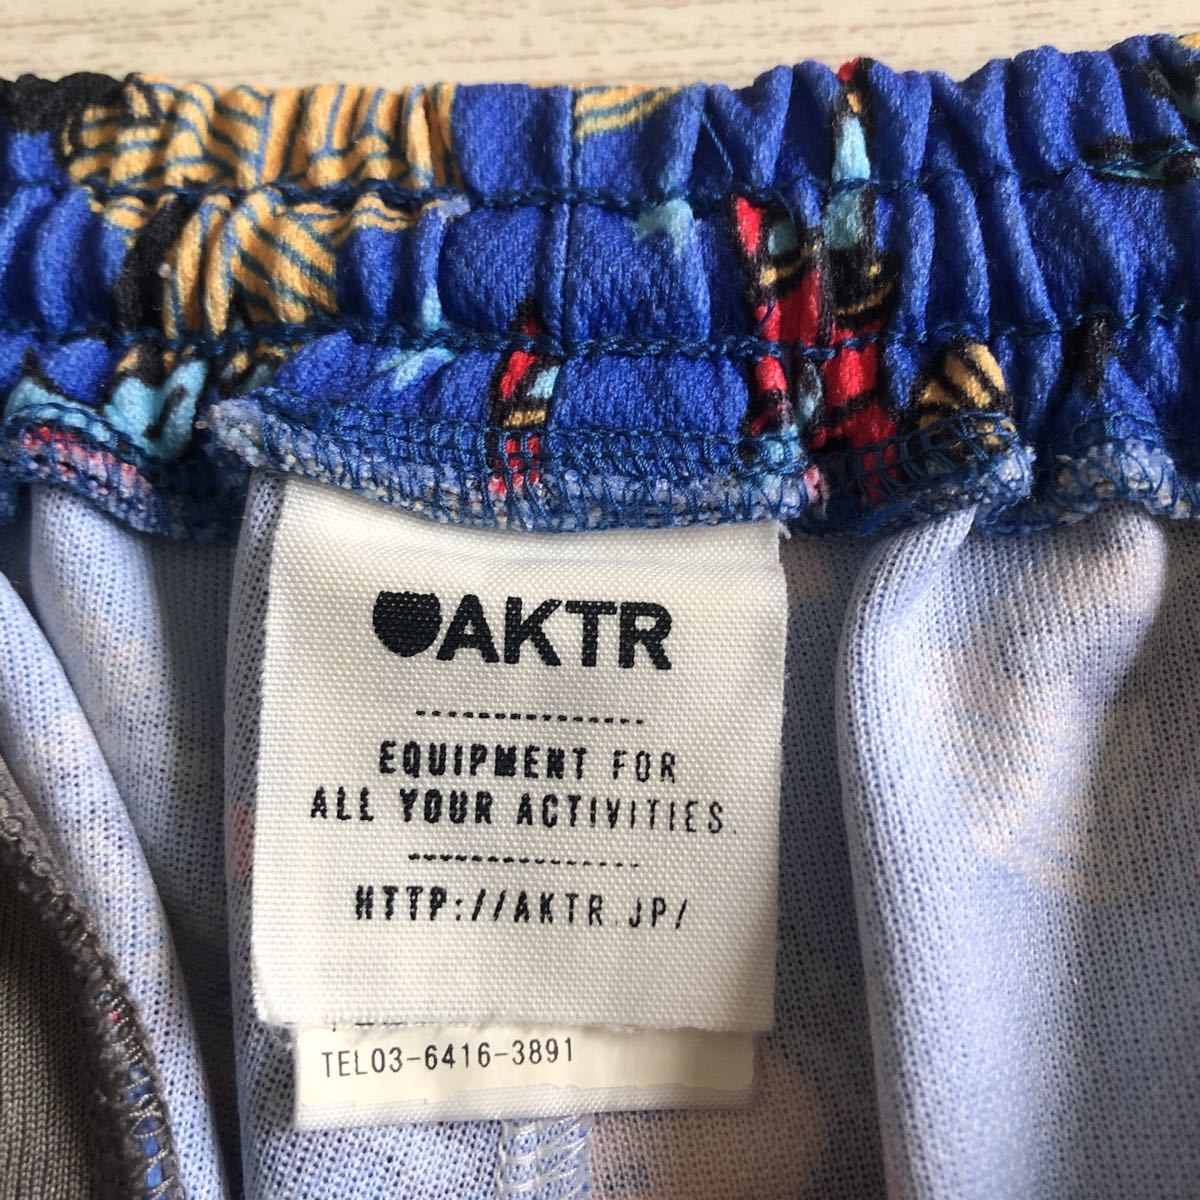 AKTR
EQUIPMENT FOR
ALL YOUR ACTIVITIES.
HTTP://AKTR.JP/
TEL03-6416-3891